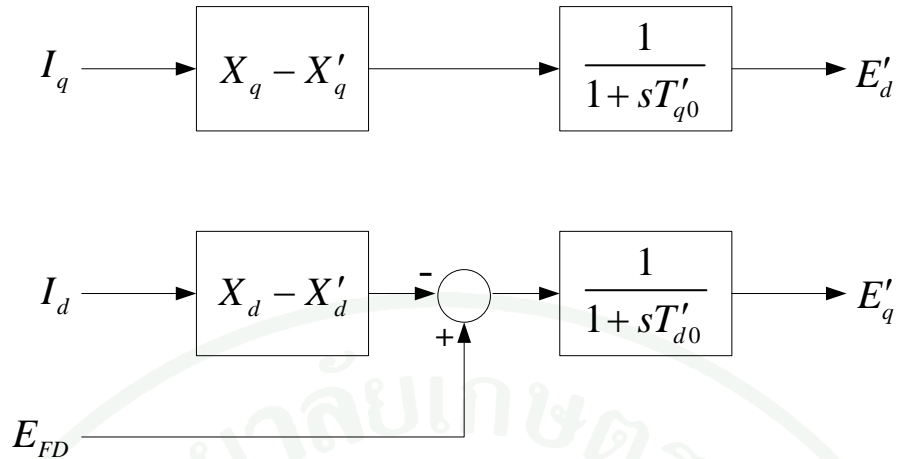 I_q X_q − X′_q 1 / (1 + sT′_q0) E′_d
I_d X_d − X′_d - 1 / (1 + sT′_d0) E′_q
+
E_FD